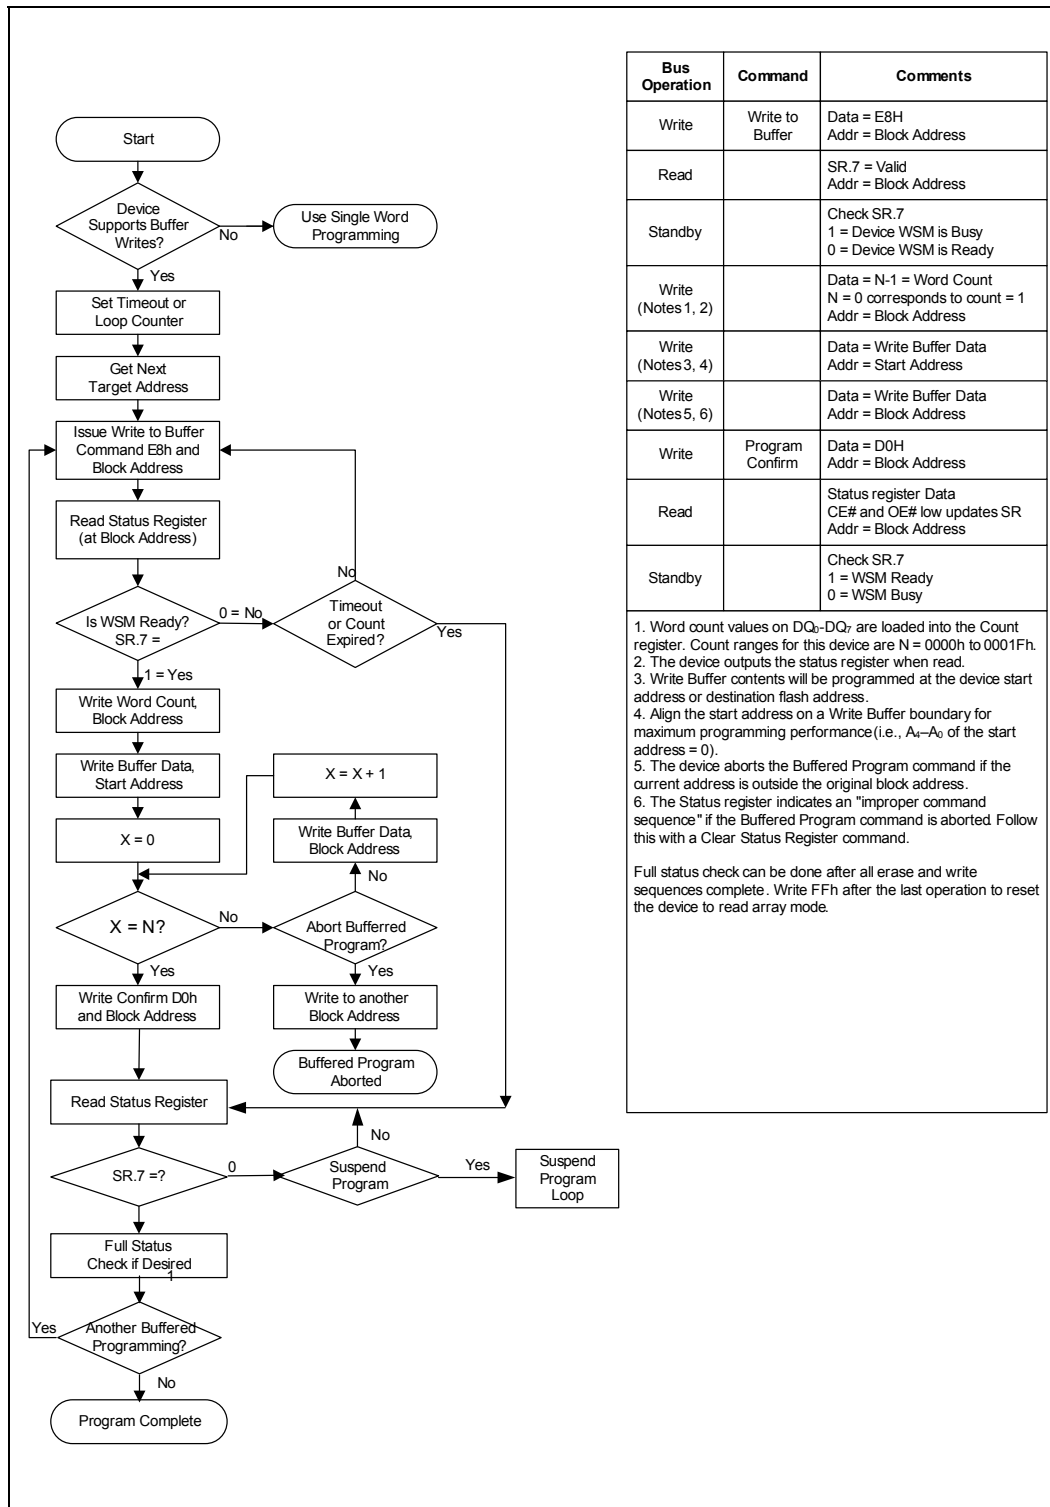 Start
Device
Supports Buffer
Writes?
No
Use Single Word
Programming
Yes
Set Timeout or
Loop Counter
Get Next
Target Address
Issue Write to Buffer
Command E8h and
Block Address
Read Status Register
(at Block Address)
No
Is WSM Ready?
SR.7 =
0 = No
Timeout
or Count
Expired?
Yes
1 = Yes
Write Word Count,
Block Address
Write Buffer Data,
Start Address
X = X + 1
X = 0
Write Buffer Data,
Block Address
No
X = N?
No
Abort Bufferred
Program?
Yes
Yes
Write Confirm D0h
and Block Address
Write to another
Block Address
Buffered Program
Aborted
Read Status Register
No
SR.7 =?
0
Suspend
Program
Yes
Suspend
Program
Loop
Full Status
Check if Desired
1
Yes
Another Buffered
Programming?
No
Program Complete
Bus
Operation
Command
Comments
Write
Write to
Buffer
Data = E8H
Addr = Block Address
Read
SR.7 = Valid
Addr = Block Address
Standby
Check SR.7
1 = Device WSM is Busy
0 = Device WSM is Ready
Write
(Notes 1, 2)
Data = N-1 = Word Count
N = 0 corresponds to count = 1
Addr = Block Address
Write
(Notes 3, 4)
Data = Write Buffer Data
Addr = Start Address
Write
(Notes 5, 6)
Data = Write Buffer Data
Addr = Block Address
Write
Program
Confirm
Data = D0H
Addr = Block Address
Read
Status register Data
CE# and OE# low updates SR
Addr = Block Address
Standby
Check SR.7
1 = WSM Ready
0 = WSM Busy
1. Word count values on DQ0-DQ7 are loaded into the Count
register. Count ranges for this device are N = 0000h to 0001Fh.
2. The device outputs the status register when read.
3. Write Buffer contents will be programmed at the device start
address or destination flash address.
4. Align the start address on a Write Buffer boundary for
maximum programming performance (i.e., A4–A0 of the start
address = 0).
5. The device aborts the Buffered Program command if the
current address is outside the original block address.
6. The Status register indicates an "improper command
sequence" if the Buffered Program command is aborted. Follow
this with a Clear Status Register command.
Full status check can be done after all erase and write
sequences complete. Write FFh after the last operation to reset
the device to read array mode.